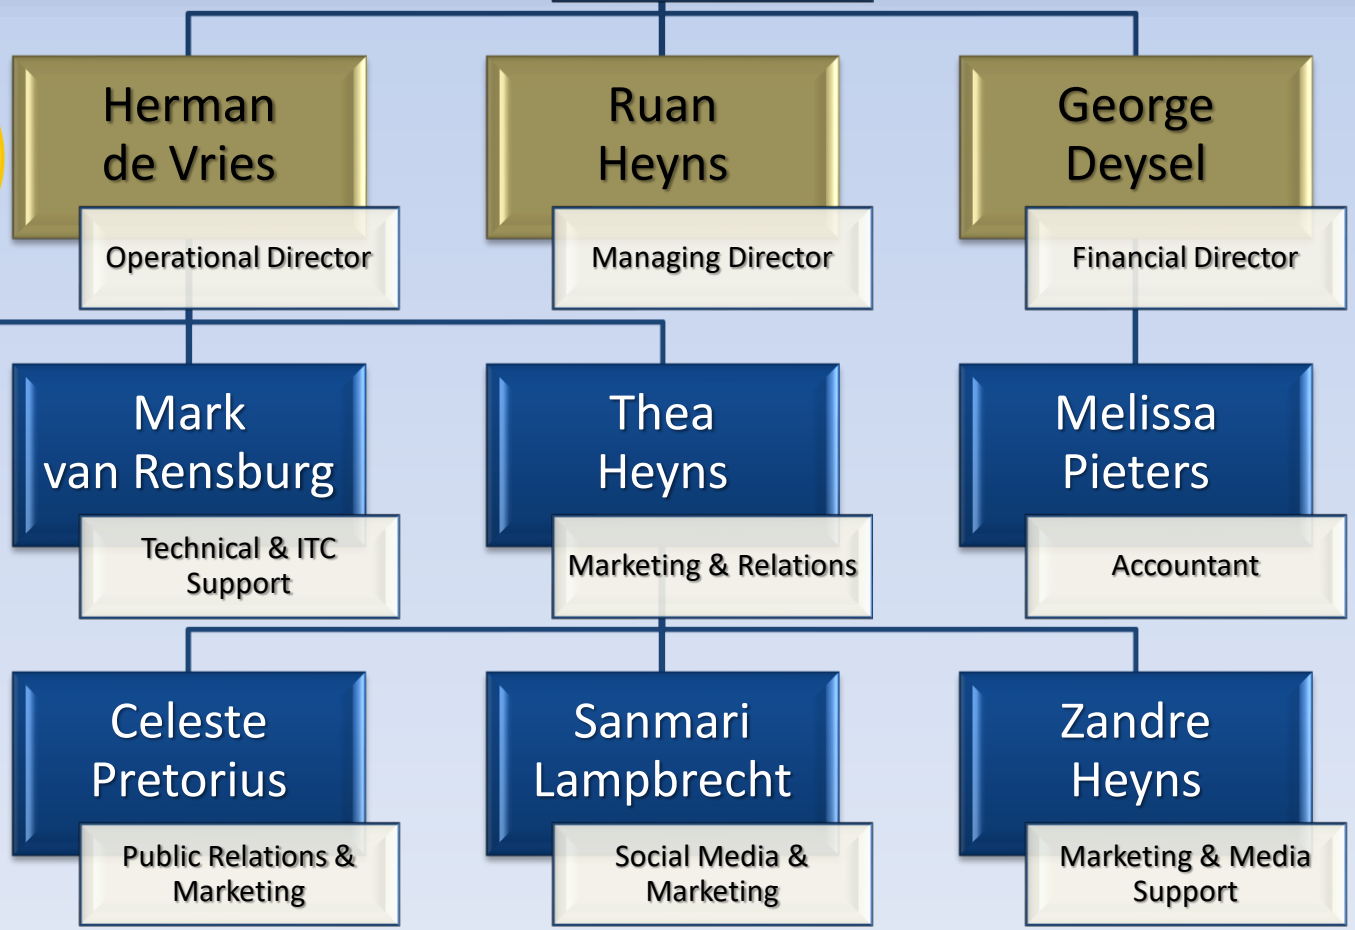 Herman
de Vries
Operational Director
Ruan
Heyns
Managing Director
George
Deysel
Financial Director
Mark
van Rensburg
Technical & ITC
Support
Thea
Heyns
Marketing & Relations
Melissa
Pieters
Accountant
Celeste
Pretorius
Public Relations &
Marketing
Sanmari
Lampbrecht
Social Media &
Marketing
Zandre
Heyns
Marketing & Media
Support